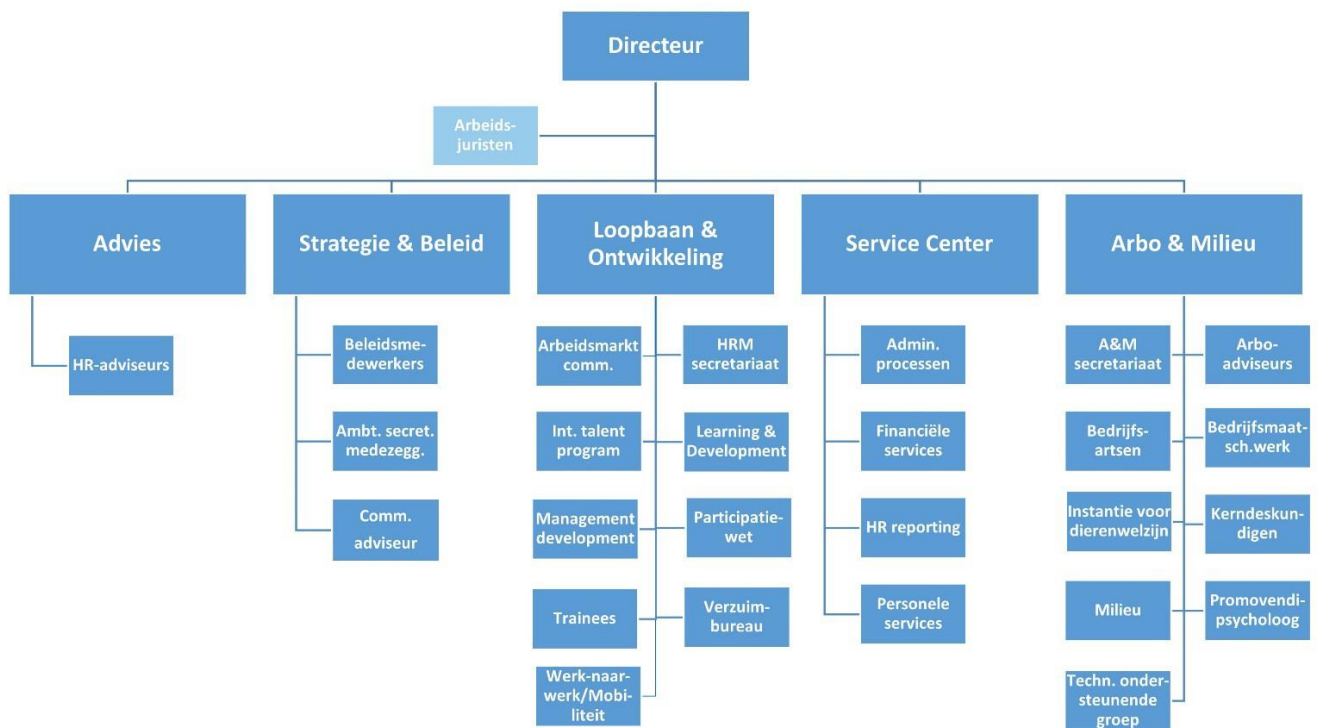 Directeur
Arbeids-
juristen
Advies
Strategie & Beleid
Loopbaan &
Ontwikkeling
Service Center
Arbo & Milieu
HR-adviseurs
Beleidsme-
dewerkers
Ambt. secret.
medezegg.
Comm.
adviseur
Arbeidsmarkt
comm.
HRM
secretariaat
Int. talent
program
Learning &
Development
Management
development
Participatie-
wet
Trainees
Verzuim-
bureau
Werk-naar-
werk/Mobi-
liteit
Admin.
processen
Financiële
services
HR reporting
Personele
services
A&M
secretariaat
Arbo-
adviseurs
Bedrijfs-
artsen
Bedrijfsmaat-
sch.werk
Instantie voor
dierenwelzijn
Kerndeskun-
digen
Milieu
Promovendi-
psycholoog
Techn. onder-
steunende
groep